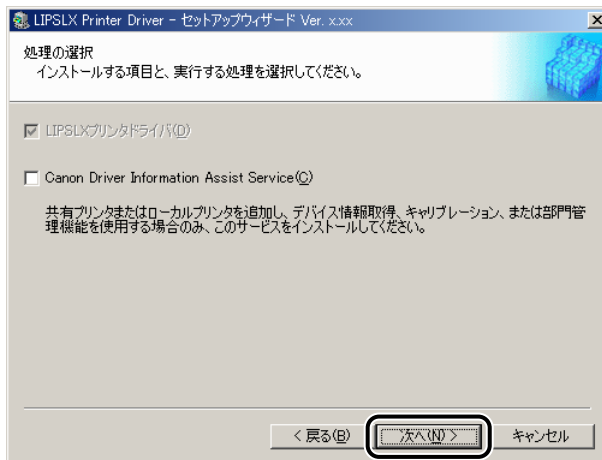 LIPSLX Printer Driver - セットアップウィザード Ver. x.xx
処理の選択
インストールする項目と、実行する処理を選択してください。
LIPSLXプリンタドライバ(D)
Canon Driver Information Assist Service(C)
共有プリンタまたはローカルプリンタを追加し、デバイス情報取得、キャリブレーション、または部門管
理機能を使用する場合のみ、このサービスをインストールしてください。
< 戻る(B)
次へ(N) >
キャンセル